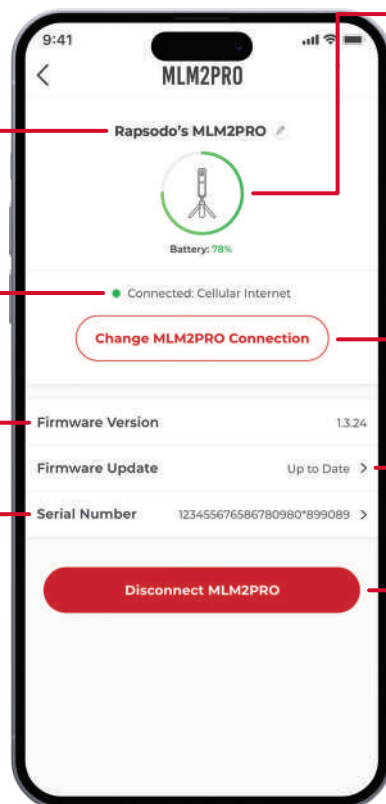 9:41
MLM2PRO
Rapsodo's MLM2PRO
Battery: 78%
Connected: Cellular Internet
Change MLM2PRO Connection
Firmware Version 1.3.24
Firmware Update Up to Date
Serial Number 123455676586780980*899089
Disconnect MLM2PRO